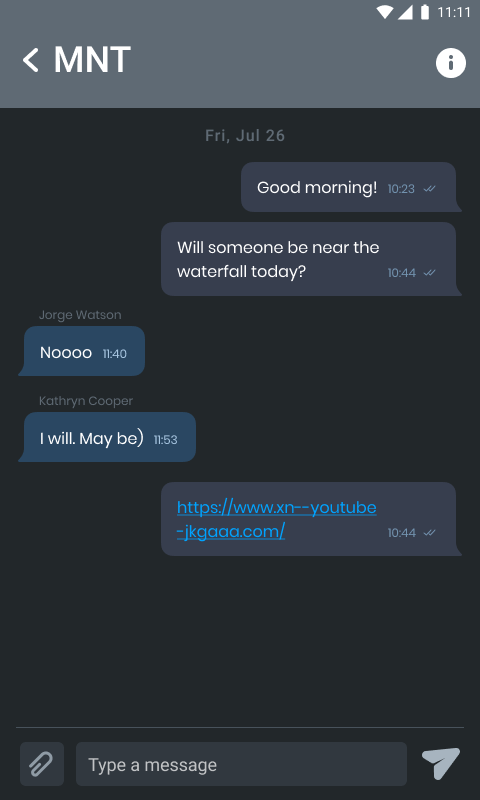 11:11
MNT
Fri, Jul 26
Good morning! 10:23
Will someone be near the
waterfall today? 10:44
Jorge Watson
Noooo 11:40
Kathryn Cooper
I will. May be) 11:53
https://www.xn--youtube
-jkgaaa.com/ 10:44
Type a message